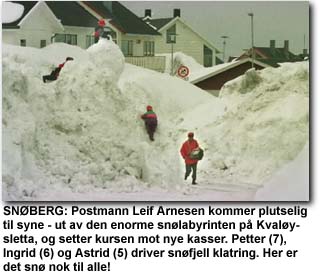 SNØBERG: Postmann Leif Arnesen kommer plutselig
til syne - ut av den enorme snølabyrinten på Kvaløy-
sletta, og setter kursen mot nye kasser. Petter (7),
Ingrid (6) og Astrid (5) driver snøfjell klatring. Her er
det snø nok til alle!